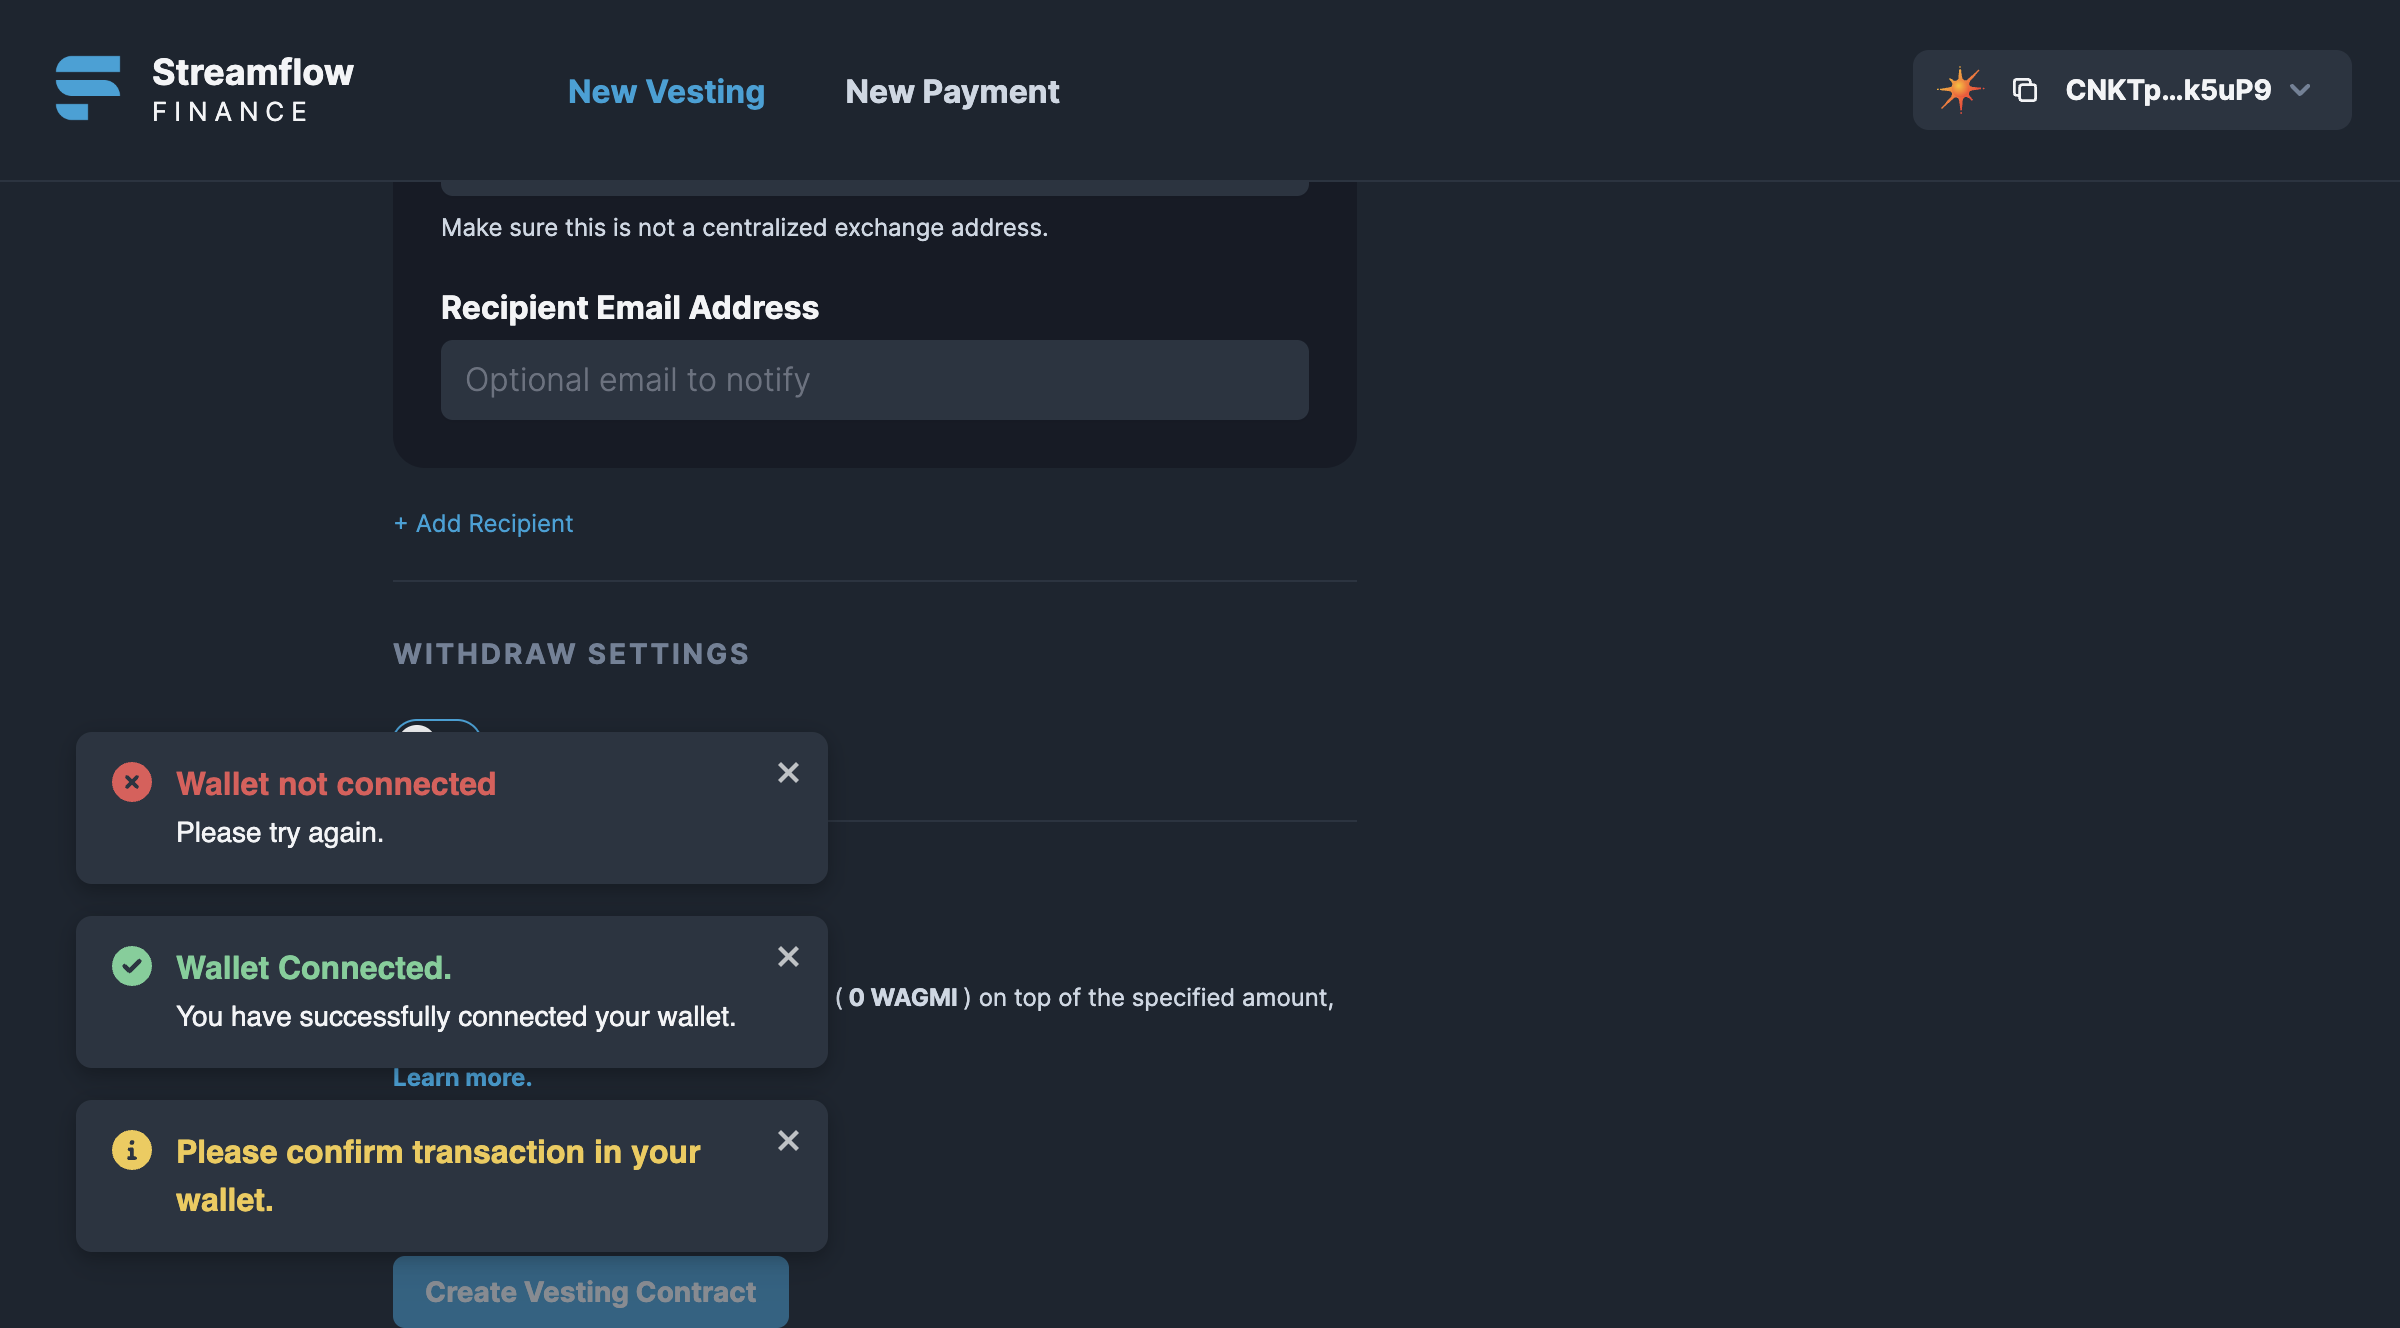 Streamflow
FINANCE
New Vesting
New Payment
CNKTp...k5uP9
Make sure this is not a centralized exchange address.
Recipient Email Address
Optional email to notify
+ Add Recipient
WITHDRAW SETTINGS
Wallet not connected
Please try again.
Wallet Connected.
You have successfully connected your wallet.
( 0 WAGMI ) on top of the specified amount,
Learn more.
Please confirm transaction in your
wallet.
Create Vesting Contract